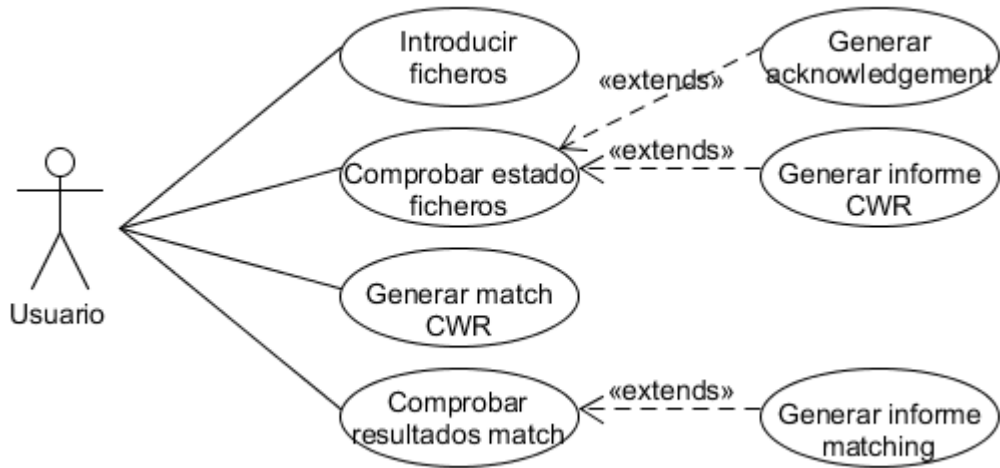 Introducir
ficheros
Generar
acknowledgement
«extends»
Comprobar estado
ficheros
«extends»
Generar informe
CWR
Usuario
Generar match
CWR
Comprobar
resultados match
«extends»
Generar informe
matching